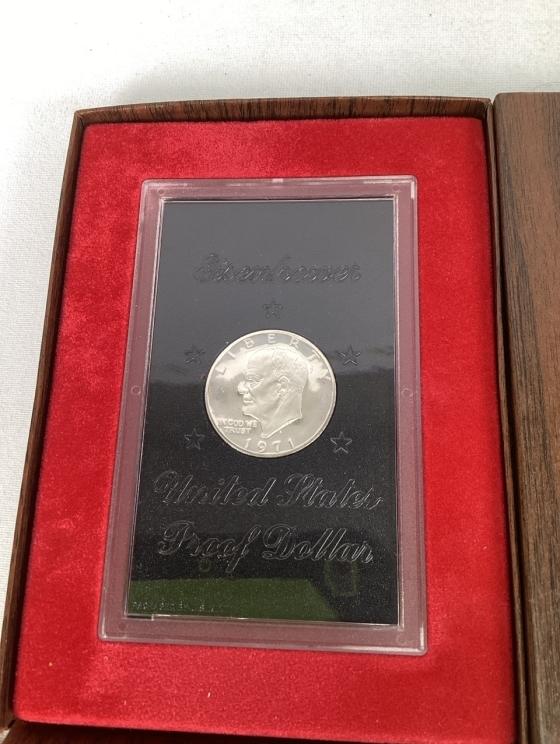 Eisenhower
LIBERTY
IN GOD WE
TRUST
1971
United States
Proof Dollar